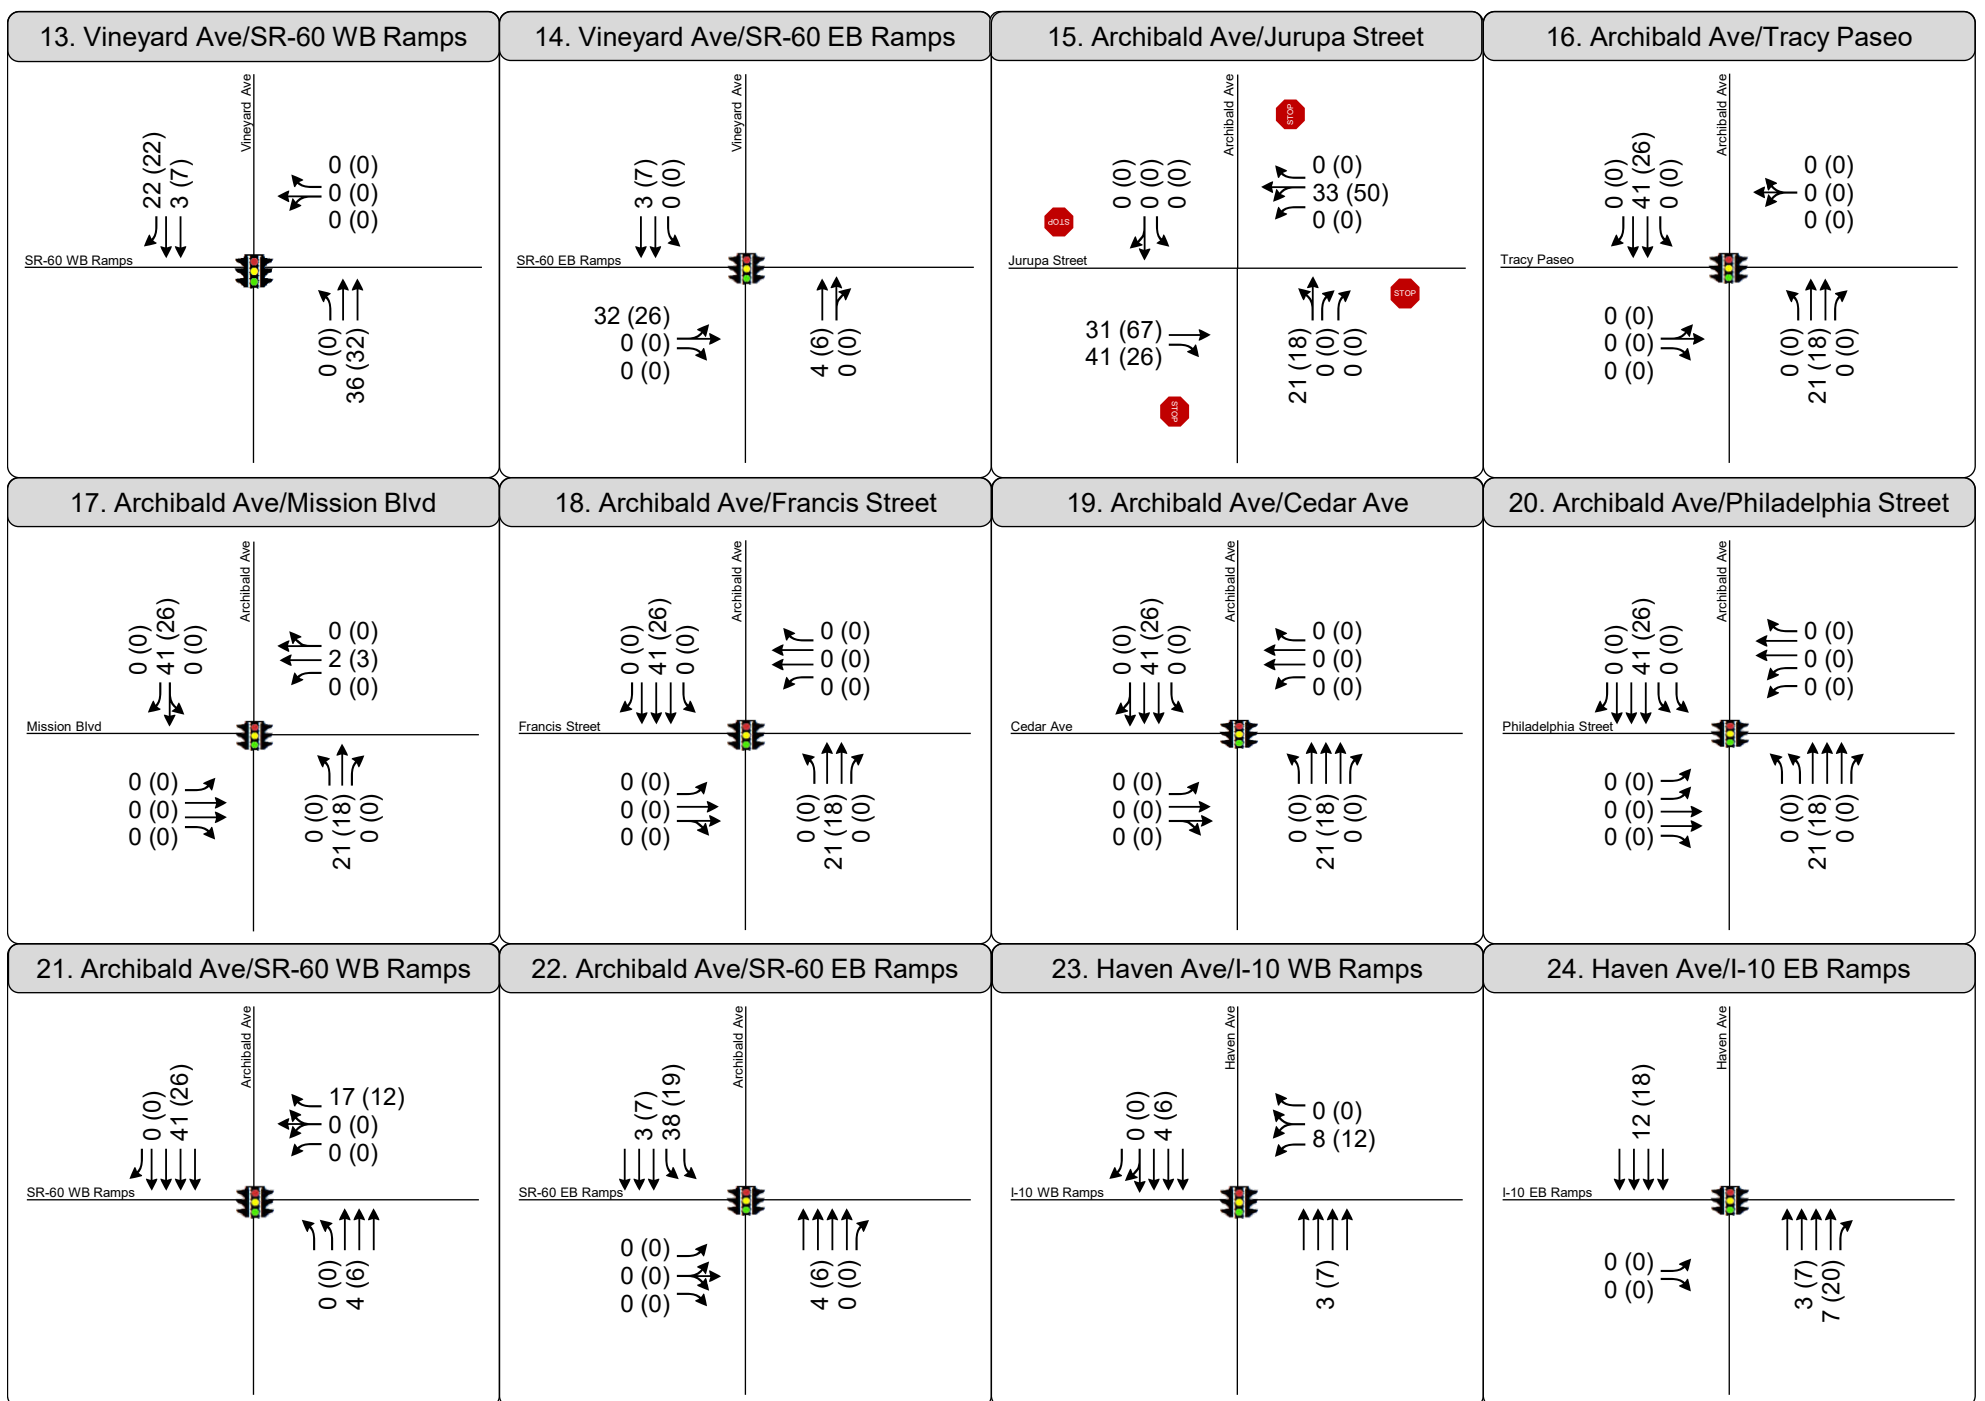 13. Vineyard Ave/SR-60 WB Ramps
Vineyard Ave
22 (22)
3 (7)
0 (0)
0 (0)
0 (0)
SR-60 WB Ramps
0 (0)
36 (32)
14. Vineyard Ave/SR-60 EB Ramps
Vineyard Ave
3 (7)
0 (0)
SR-60 EB Ramps
32 (26)
0 (0)
0 (0)
4 (6)
0 (0)
15. Archibald Ave/Jurupa Street
Archibald Ave
STOP
0 (0)
0 (0)
0 (0)
0 (0)
33 (50)
0 (0)
STOP
Jurupa Street
STOP
31 (67)
41 (26)
21 (18)
0 (0)
0 (0)
STOP
16. Archibald Ave/Tracy Paseo
Archibald Ave
0 (0)
41 (26)
0 (0)
0 (0)
0 (0)
0 (0)
Tracy Paseo
0 (0)
0 (0)
0 (0)
0 (0)
21 (18)
0 (0)
17. Archibald Ave/Mission Blvd
Archibald Ave
0 (0)
41 (26)
0 (0)
0 (0)
2 (3)
0 (0)
Mission Blvd
0 (0)
0 (0)
0 (0)
0 (0)
21 (18)
0 (0)
18. Archibald Ave/Francis Street
Archibald Ave
0 (0)
41 (26)
0 (0)
0 (0)
0 (0)
0 (0)
Francis Street
0 (0)
0 (0)
0 (0)
0 (0)
21 (18)
0 (0)
19. Archibald Ave/Cedar Ave
Archibald Ave
0 (0)
41 (26)
0 (0)
0 (0)
0 (0)
0 (0)
Cedar Ave
0 (0)
0 (0)
0 (0)
0 (0)
21 (18)
0 (0)
20. Archibald Ave/Philadelphia Street
Archibald Ave
0 (0)
41 (26)
0 (0)
0 (0)
0 (0)
0 (0)
Philadelphia Street
0 (0)
0 (0)
0 (0)
0 (0)
21 (18)
0 (0)
21. Archibald Ave/SR-60 WB Ramps
Archibald Ave
0 (0)
41 (26)
17 (12)
0 (0)
0 (0)
SR-60 WB Ramps
0 (0)
4 (6)
22. Archibald Ave/SR-60 EB Ramps
Archibald Ave
3 (7)
38 (19)
SR-60 EB Ramps
0 (0)
0 (0)
0 (0)
4 (6)
0 (0)
23. Haven Ave/I-10 WB Ramps
Haven Ave
0 (0)
4 (6)
0 (0)
8 (12)
I-10 WB Ramps
3 (7)
24. Haven Ave/I-10 EB Ramps
Haven Ave
12 (18)
I-10 EB Ramps
0 (0)
0 (0)
3 (7)
7 (20)